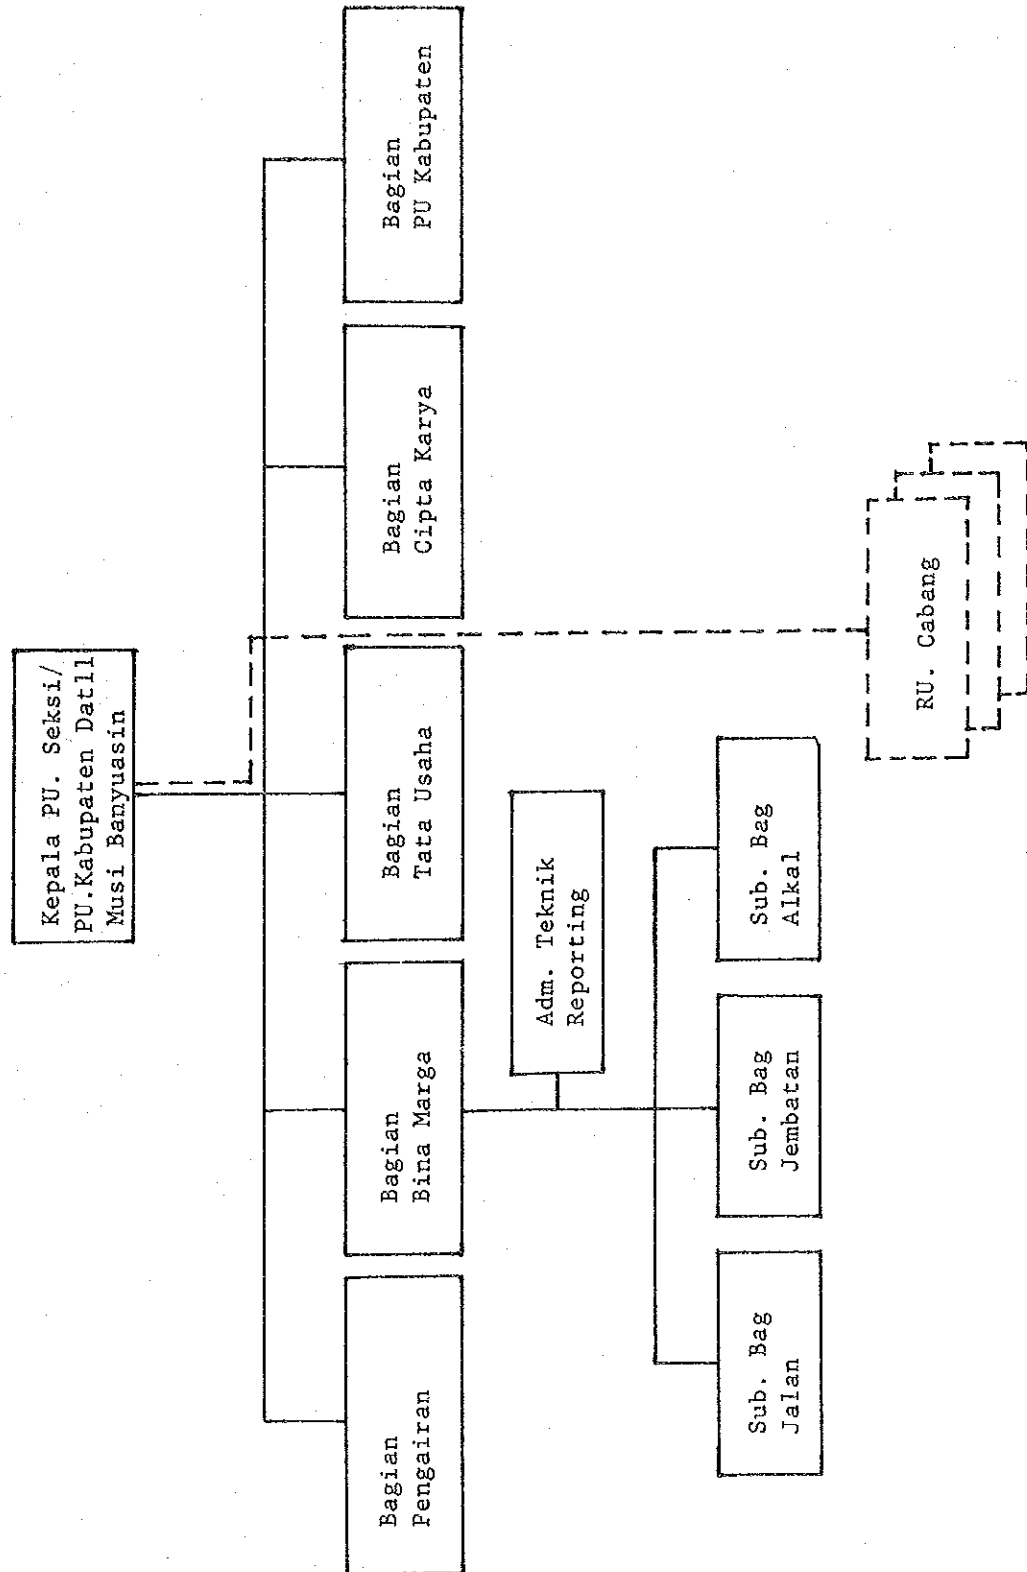 Kepala PU. Seksi/
PU.Kabupaten Dat11
Musi Banyuasin
Bagian
Pengairan
Bagian
Bina Marga
Bagian
Tata Usaha
Bagian
Cipta Karya
Bagian
PU Kabupaten
Adm. Teknik
Reporting
Sub. Bag
Jalan
Sub. Bag
Jembatan
Sub. Bag
Alkal
RU. Cabang